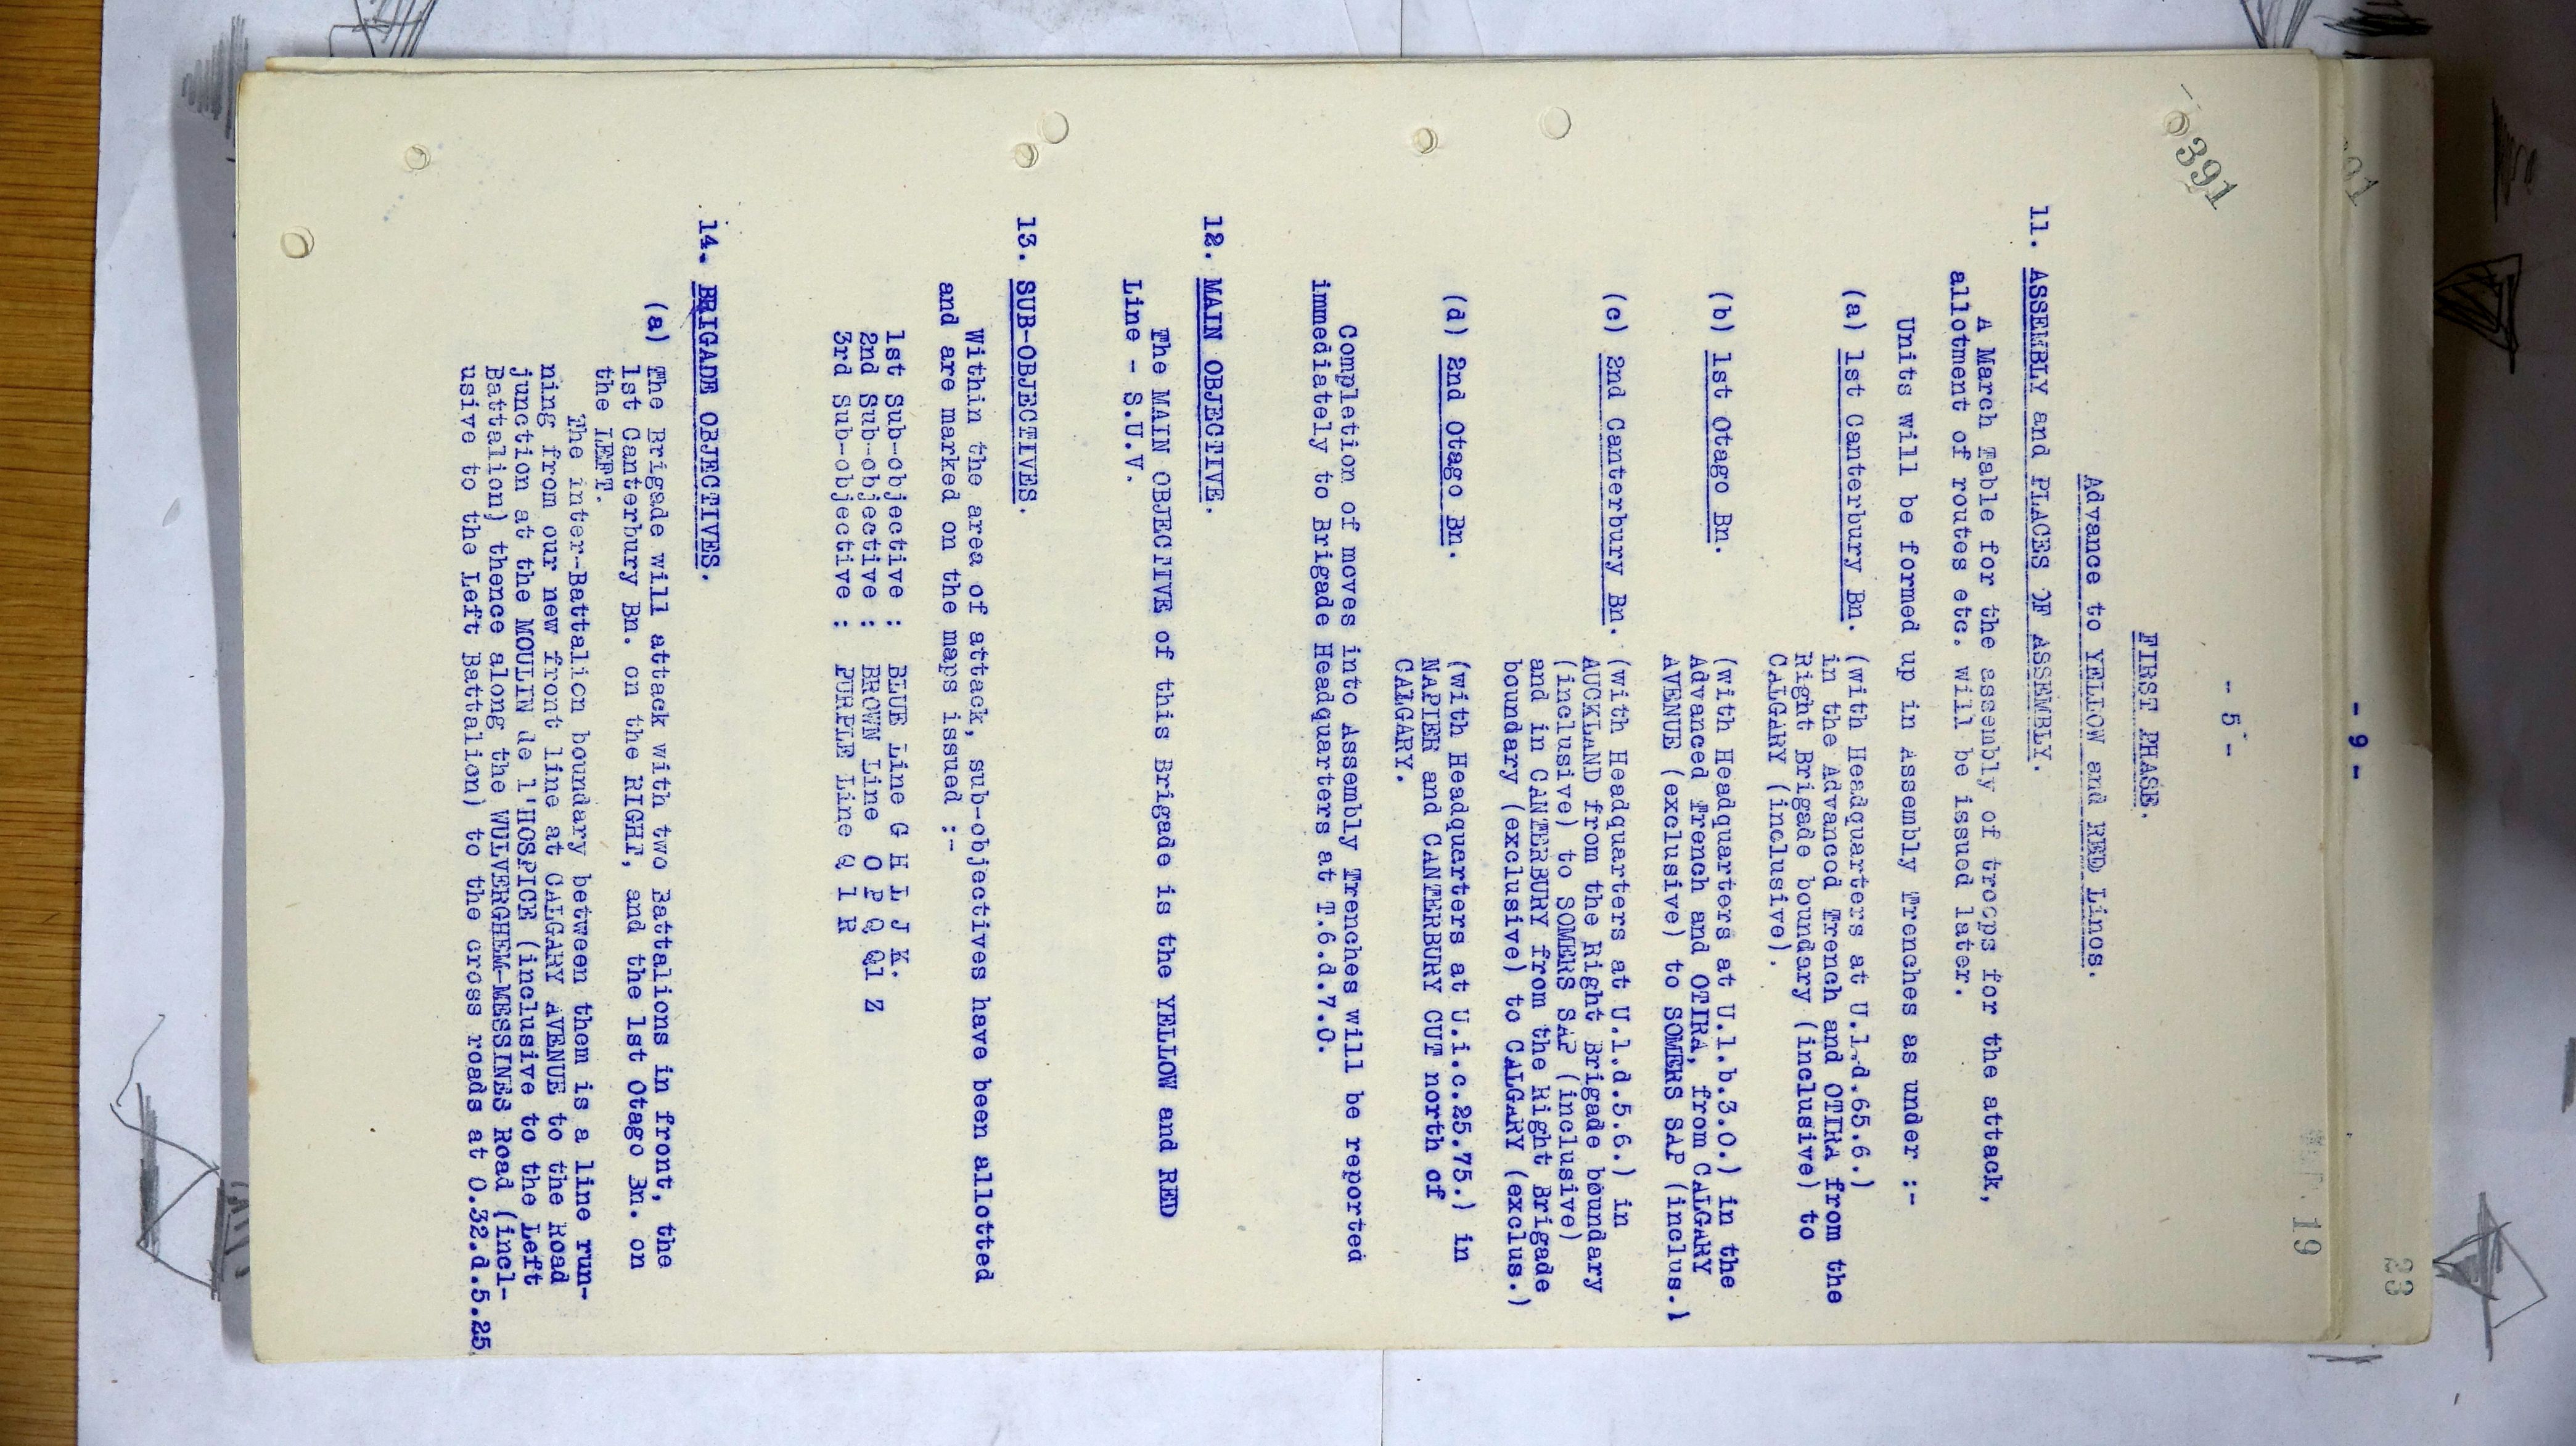 - 6 -
23
391
19
- 5 -
FIRST PHASE.
Advance to YELLOW and RED Lines.
11. ASSEMBLY and PLACES OF ASSEMBLY.
A March Table for the assembly of troops for the attack,
allotment of routes etc. will be issued later.
Units will be formed up in Assembly Trenches as under :-
(a) 1st Canterbury Bn. (with Headquarters at U.1.d.65.6.)
in the Advanced Trench and OTIRA from the
Right Brigade boundary (inclusive) to
CALGARY (inclusive).
(b) 1st Otago Bn. (with Headquarters at U.1.b.3.0.) in the
Advanced Trench and OTIRA, from CALGARY
AVENUE (exclusive) to SOMERS SAP (inclus.)
(c) 2nd Canterbury Bn. (with Headquarters at U.1.d.5.6.) in
AUCKLAND from the Right Brigade boundary
(inclusive) to SOMERS SAP (inclusive)
and in CANTERBURY from the Right Brigade
boundary (exclusive) to CALGARY (exclus.)
(d) 2nd Otago Bn. (with Headquarters at U.i.c.25.75.) in
NAPIER and CANTERBURY CUT north of
CALGARY.
Completion of moves into Assembly Trenches will be reported
immediately to Brigade Headquarters at T.6.d.7.0.
12. MAIN OBJECTIVE.
The MAIN OBJECTIVE of this Brigade is the YELLOW and RED
Line - S.U.V.
13. SUB-OBJECTIVES.
Within the area of attack, sub-objectives have been allotted
and are marked on the maps issued :-
1st Sub-objective : BLUE Line G H I J K.
2nd Sub-objective : BROWN Line O P Q Q1 Z
3rd Sub-objective : PURPLE Line Q 1 R
14. BRIGADE OBJECTIVES.
(a) The Brigade will attack with two Battalions in front, the
1st Canterbury Bn. on the RIGHT, and the 1st Otago Bn. on
the LEFT.
The inter-Battalion boundary between them is a line run-
ning from our new front line at CALGARY AVENUE to the Road
junction at the MOULIN de l'HOSPICE (inclusive to the Left
Battalion) thence along the WULVERGHEM-MESSINES Road (incl-
usive to the Left Battalion) to the cross roads at O.32.d.5.25